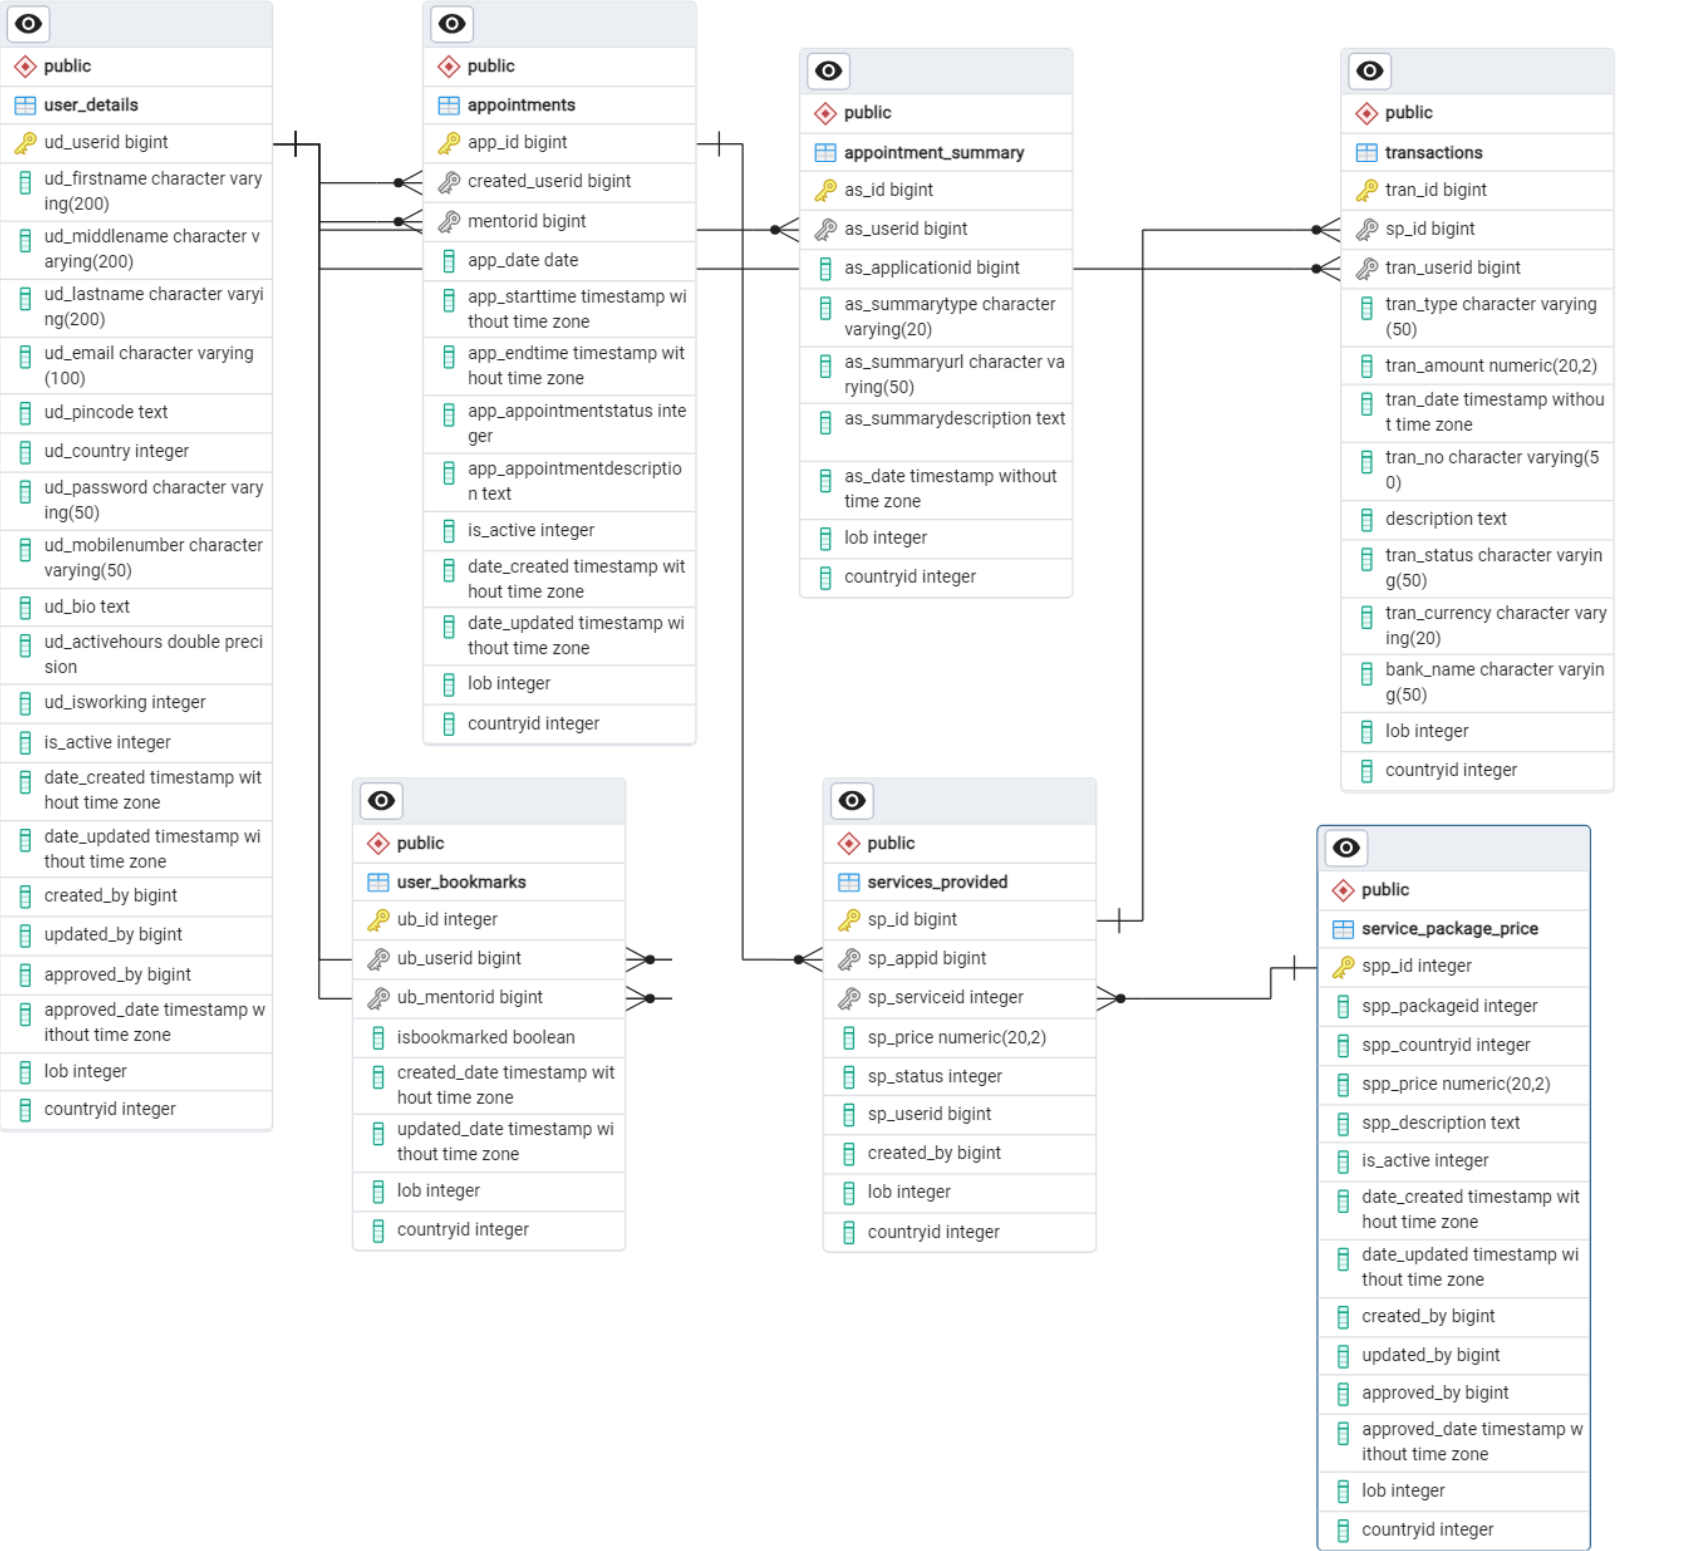 public
user_details
ud_userid bigint
ud_firstname character vary
ing(200)
ud_middlename character v
arying(200)
ud_lastname character varyi
ng(200)
ud_email character varying
(100)
ud_pincode text
ud_country integer
ud_password character vary
ing(50)
ud_mobilenumber character
varying(50)
ud_bio text
ud_activehours double preci
sion
ud_isworking integer
is_active integer
date_created timestamp wit
hout time zone
date_updated timestamp wi
thout time zone
created_by bigint
updated_by bigint
approved_by bigint
approved_date timestamp w
ithout time zone
lob integer
countryid integer
public
appointments
app_id bigint
created_userid bigint
mentorid bigint
app_date date
app_starttime timestamp wi
thout time zone
app_endtime timestamp wit
hout time zone
app_appointmentstatus inte
ger
app_appointmentdescriptio
n text
is_active integer
date_created timestamp wit
hout time zone
date_updated timestamp wi
thout time zone
lob integer
countryid integer
public
appointment_summary
as_id bigint
as_userid bigint
as_applicationid bigint
as_summarytype character
varying(20)
as_summaryurl character va
rying(50)
as_summarydescription text
as_date timestamp without
time zone
lob integer
countryid integer
public
transactions
tran_id bigint
sp_id bigint
tran_userid bigint
tran_type character varying
(50)
tran_amount numeric(20,2)
tran_date timestamp withou
t time zone
tran_no character varying(5
0)
description text
tran_status character varyin
g(50)
tran_currency character vary
ing(20)
bank_name character varyin
g(50)
lob integer
countryid integer
public
user_bookmarks
ub_id integer
ub_userid bigint
ub_mentorid bigint
isbookmarked boolean
created_date timestamp wit
hout time zone
updated_date timestamp wi
thout time zone
lob integer
countryid integer
public
services_provided
sp_id bigint
sp_appid bigint
sp_serviceid integer
sp_price numeric(20,2)
sp_status integer
sp_userid bigint
created_by bigint
lob integer
countryid integer
public
service_package_price
spp_id integer
spp_packageid integer
spp_countryid integer
spp_price numeric(20,2)
spp_description text
is_active integer
date_created timestamp wit
hout time zone
date_updated timestamp wi
thout time zone
created_by bigint
updated_by bigint
approved_by bigint
approved_date timestamp w
ithout time zone
lob integer
countryid integer